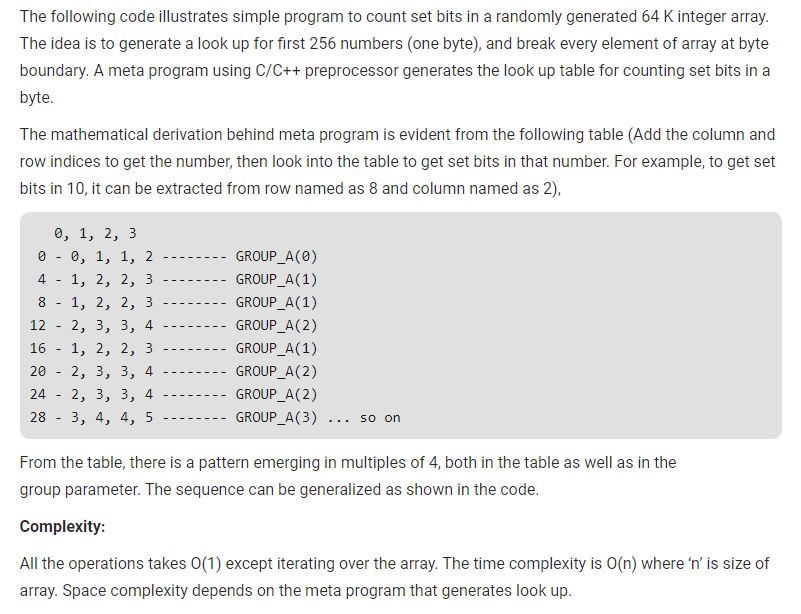 The following code illustrates simple program to count set bits in a randomly generated 64 K integer array.
The idea is to generate a look up for first 256 numbers (one byte), and break every element of array at byte
boundary. A meta program using C/C++ preprocessor generates the look up table for counting set bits in a
byte.
The mathematical derivation behind meta program is evident from the following table (Add the column and
row indices to get the number, then look into the table to get set bits in that number. For example, to get set
bits in 10, it can be extracted from row named as 8 and column named as 2),
0, 1, 2, 3
0 - 0, 1, 1, 2 -------- GROUP_A(0)
4 - 1, 2, 2, 3 -------- GROUP_A(1)
8 - 1, 2, 2, 3 -------- GROUP_A(1)
12 - 2, 3, 3, 4 -------- GROUP_A(2)
16 - 1, 2, 2, 3 -------- GROUP_A(1)
20 - 2, 3, 3, 4 -------- GROUP_A(2)
24 - 2, 3, 3, 4 -------- GROUP_A(2)
28 - 3, 4, 4, 5 -------- GROUP_A(3) ... so on
From the table, there is a pattern emerging in multiples of 4, both in the table as well as in the
group parameter. The sequence can be generalized as shown in the code.
Complexity:
All the operations takes O(1) except iterating over the array. The time complexity is O(n) where ‘n’ is size of
array. Space complexity depends on the meta program that generates look up.